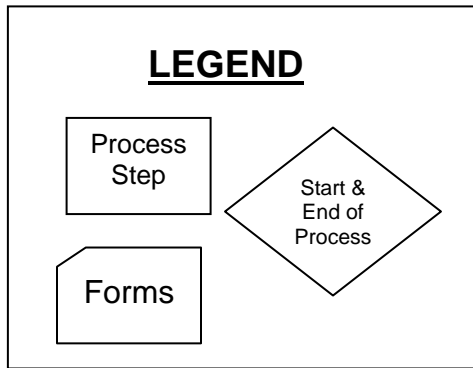 LEGEND
Process
Step
Start &
End of
Process
Forms